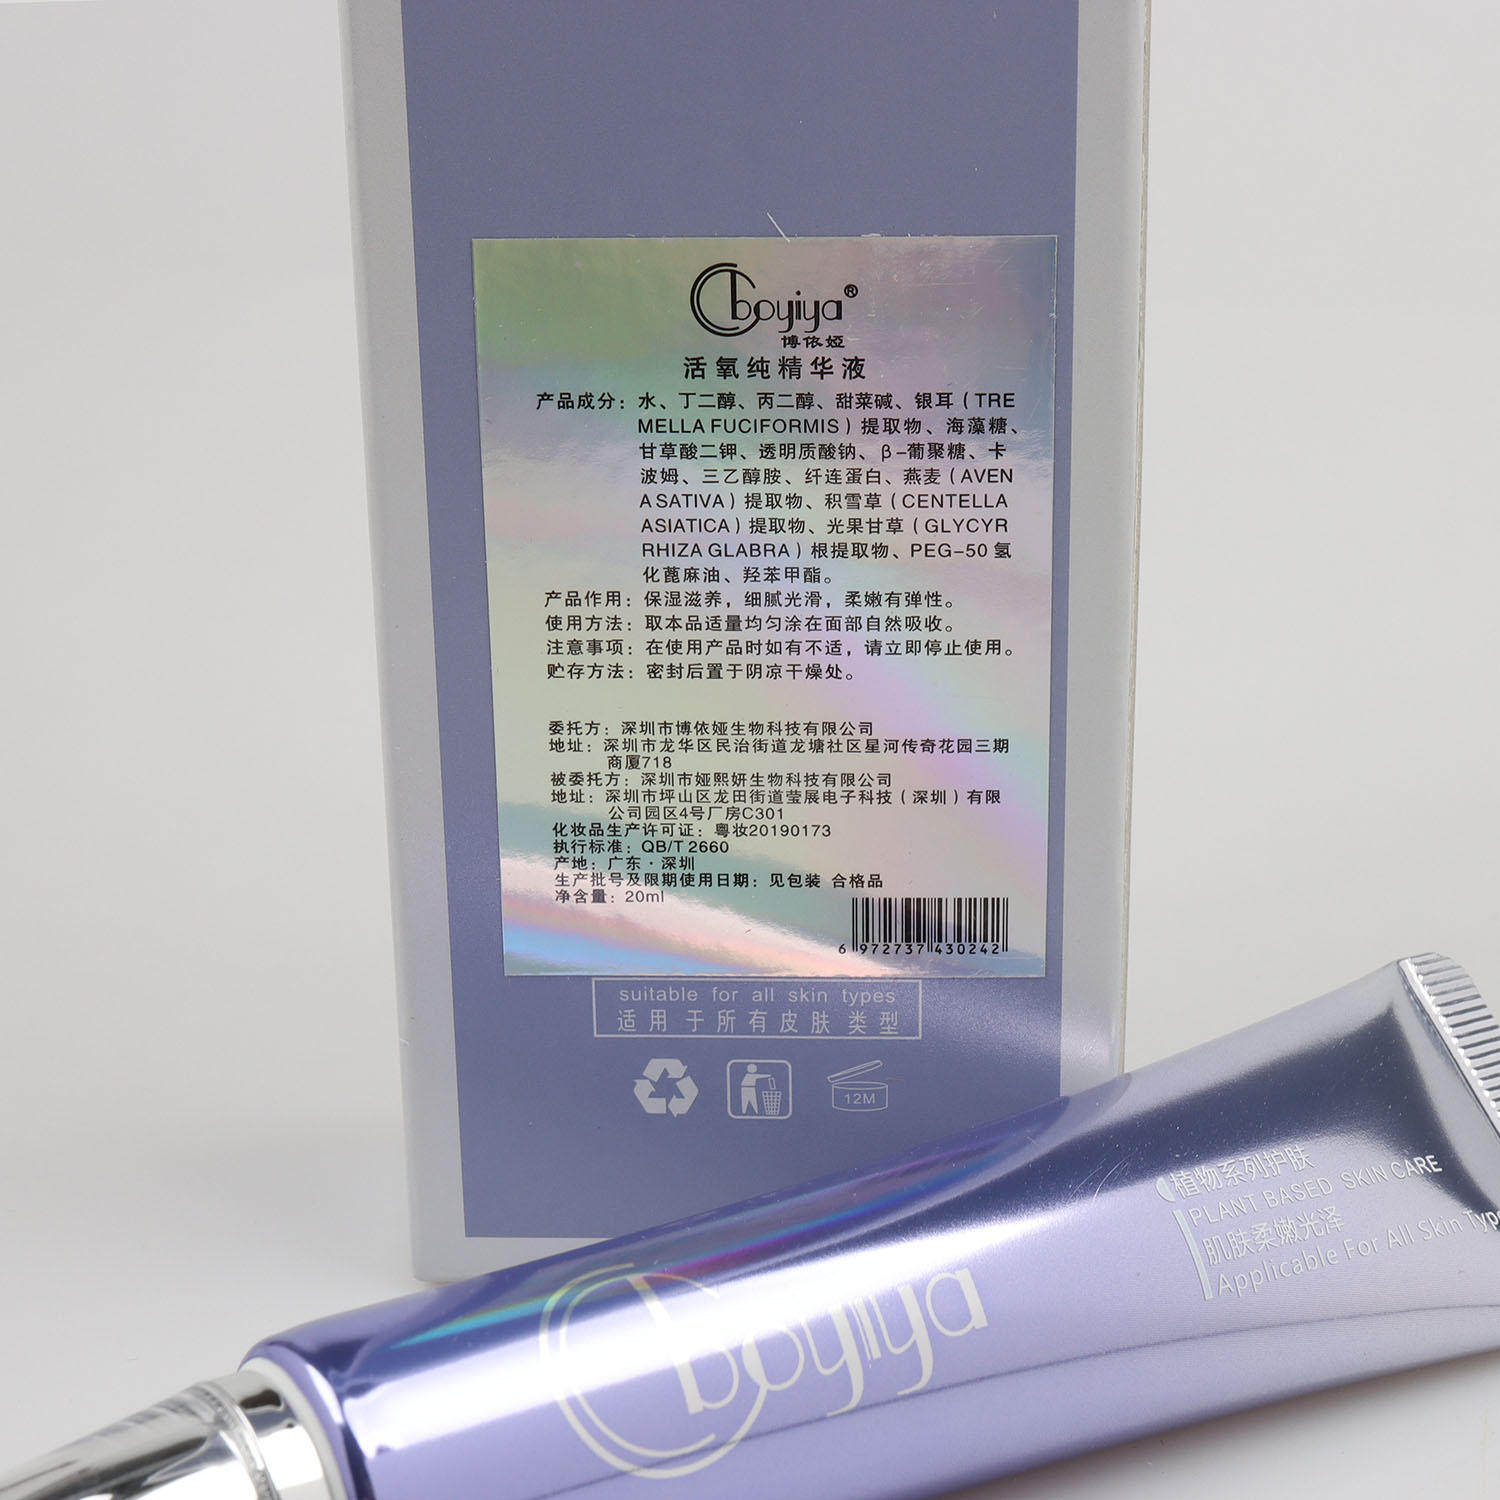 boyiya®
博依娅
活氧纯精华液
产品成分：水、丁二醇、丙二醇、甜菜碱、银耳（TRE
MELLA FUCIFORMIS）提取物、海藻糖、
甘草酸二钾、透明质酸钠、β-葡聚糖、卡
波姆、三乙醇胺、纤连蛋白、燕麦（AVEN
A SATIVA）提取物、积雪草（CENTELLA
ASIATICA）提取物、光果甘草（GLYCYR
RHIZA GLABRA）根提取物、PEG-50 氢
化蓖麻油、羟苯甲酯。
产品作用：保湿滋养，细腻光滑，柔嫩有弹性。
使用方法：取本品适量均匀涂在面部自然吸收。
注意事项：在使用产品时如有不适，请立即停止使用。
贮存方法：密封后置于阴凉干燥处。
委托方：深圳市博依娅生物科技有限公司
地址：深圳市龙华区民治街道龙塘社区星河传奇花园三期
商厦718
被委托方：深圳市娅熙妍生物科技有限公司
地址：深圳市坪山区龙田街道莹展电子科技（深圳）有限
公司园区4号厂房C301
化妆品生产许可证：粤妆20190173
执行标准：QB/T 2660
产地：广东·深圳
生产批号及限期使用日期：见包装 合格品
净含量：20ml
6 972737 430242
suitable for all skin types
适用于所有皮肤类型
12M
植物系列护肤
PLANT BASED SKIN CARE
肌肤柔嫩光泽
Applicable For All Skin Type
boyiya